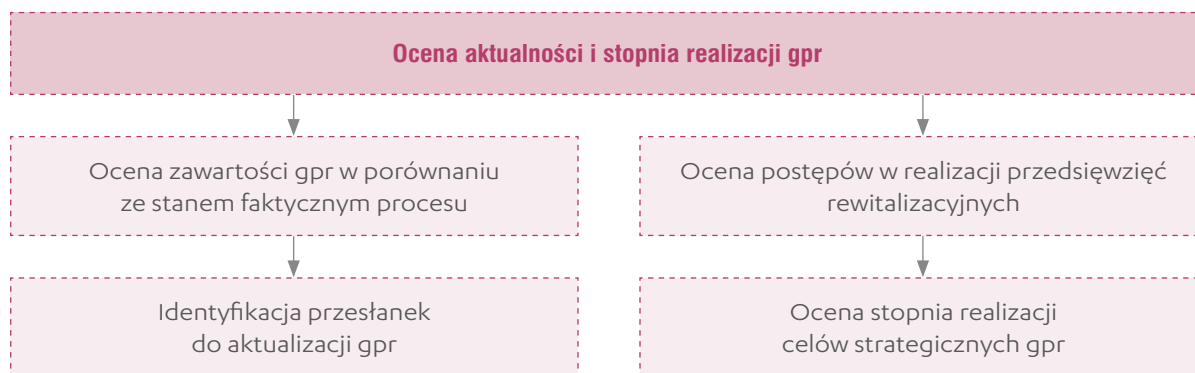 Ocena aktualności i stopnia realizacji gpr
Ocena zawartości gpr w porównaniu
ze stanem faktycznym procesu
Ocena postępów w realizacji przedsięwzięć
rewitalizacyjnych
Identyfikacja przesłanek
do aktualizacji gpr
Ocena stopnia realizacji
celów strategicznych gpr